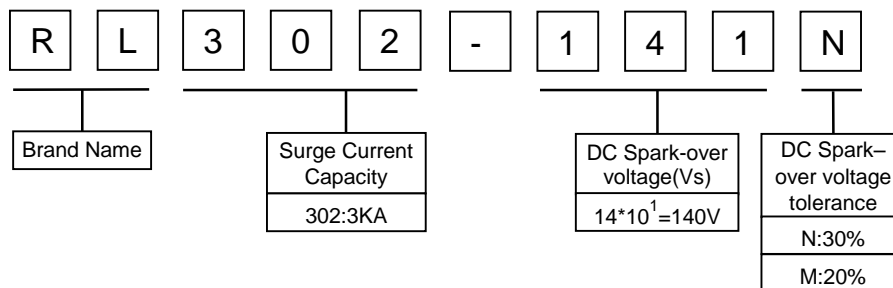 R L 3 0 2 - 1 4 1 N
Brand Name
Surge Current
Capacity
302:3KA
DC Spark-over
voltage(Vs)
14*10¹=140V
DC Spark–
over voltage
tolerance
N:30%
M:20%